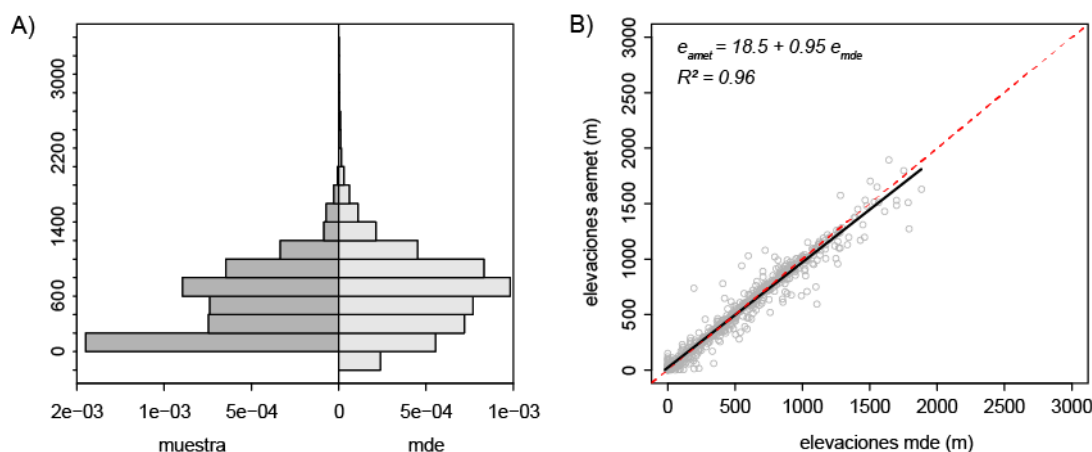 A)
3000
2200
1400
600
0
2e-03 1e-03 5e-04 0 5e-04 1e-03
muestra mde
B)
e_amet = 18.5 + 0.95 e_mde
R² = 0.96
3000
2500
2000
1500
1000
500
0
elevaciones aemet (m)
0 500 1000 1500 2000 2500 3000
elevaciones mde (m)